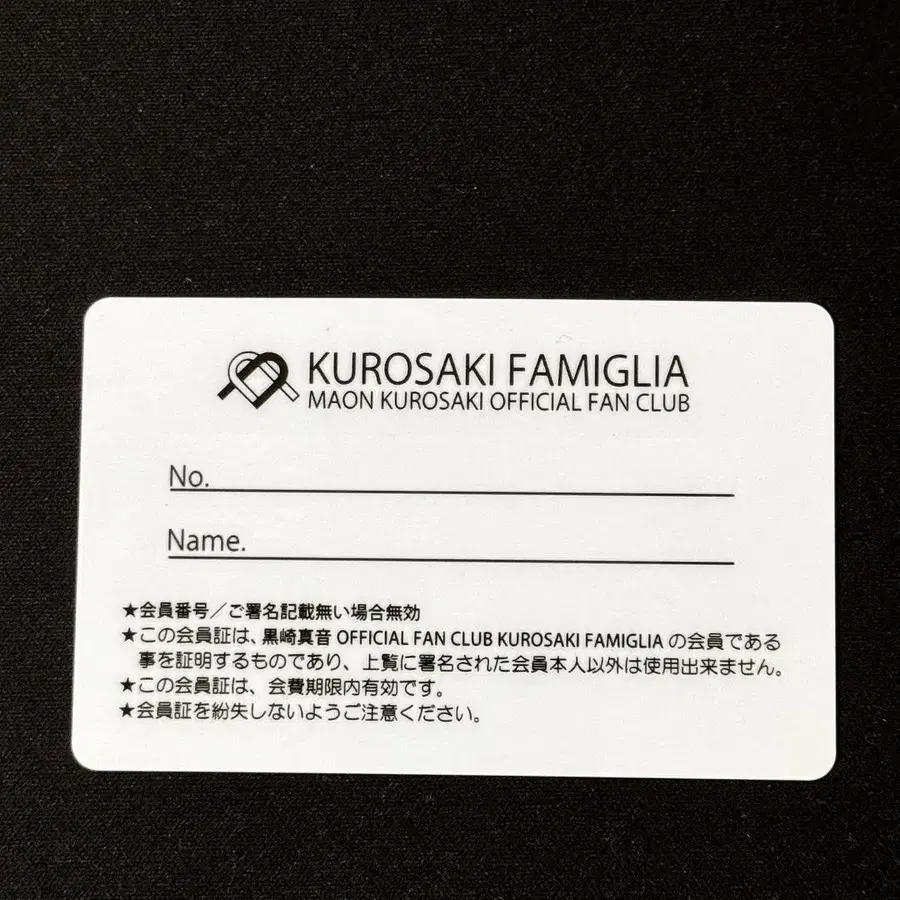 KUROSAKI FAMIGLIA
MAON KUROSAKI OFFICIAL FAN CLUB
No.
Name.
★会員番号／ご署名記載無い場合無効
★この会員証は、黒崎真音 OFFICIAL FAN CLUB KUROSAKI FAMIGLIA の会員である
事を証明するものであり、上覧に署名された会員本人以外は使用出来ません。
★この会員証は、会費期限内有効です。
★会員証を紛失しないようご注意ください。